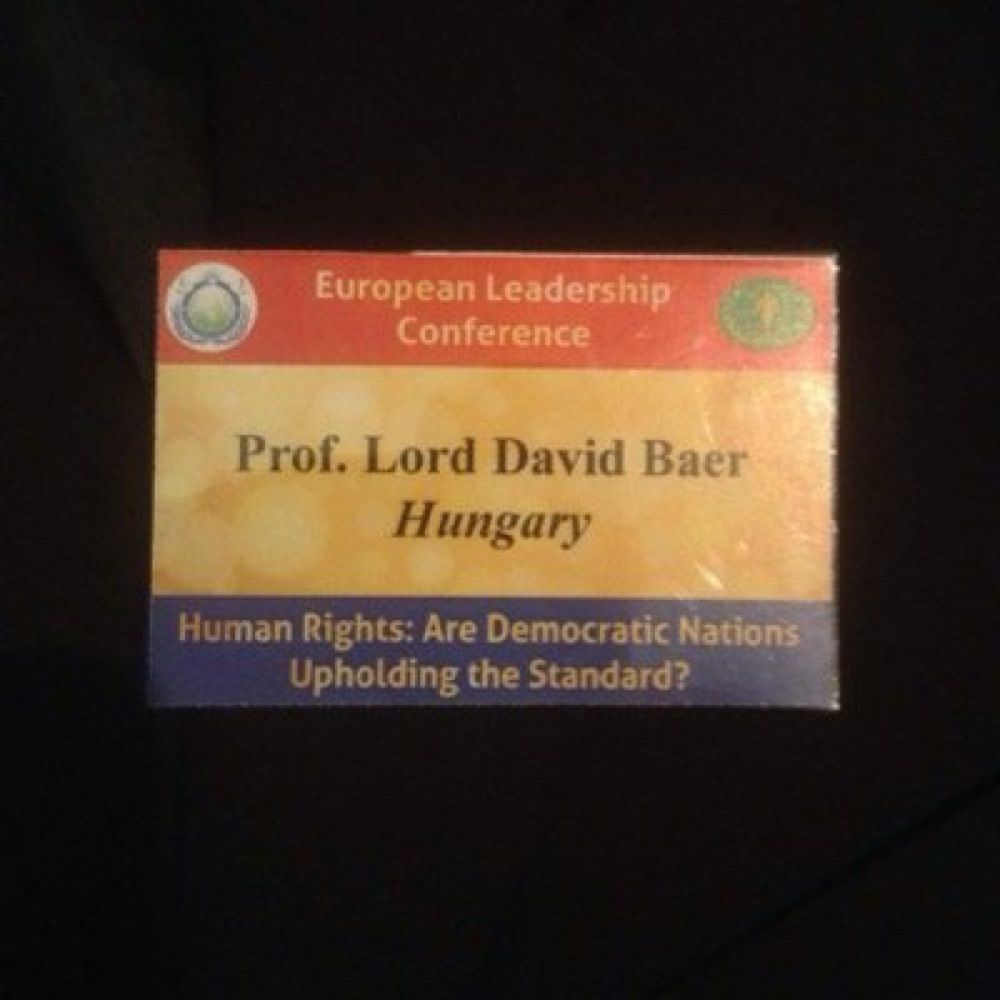 European Leadership
Conference
Prof. Lord David Baer
Hungary
Human Rights: Are Democratic Nations
Upholding the Standard?